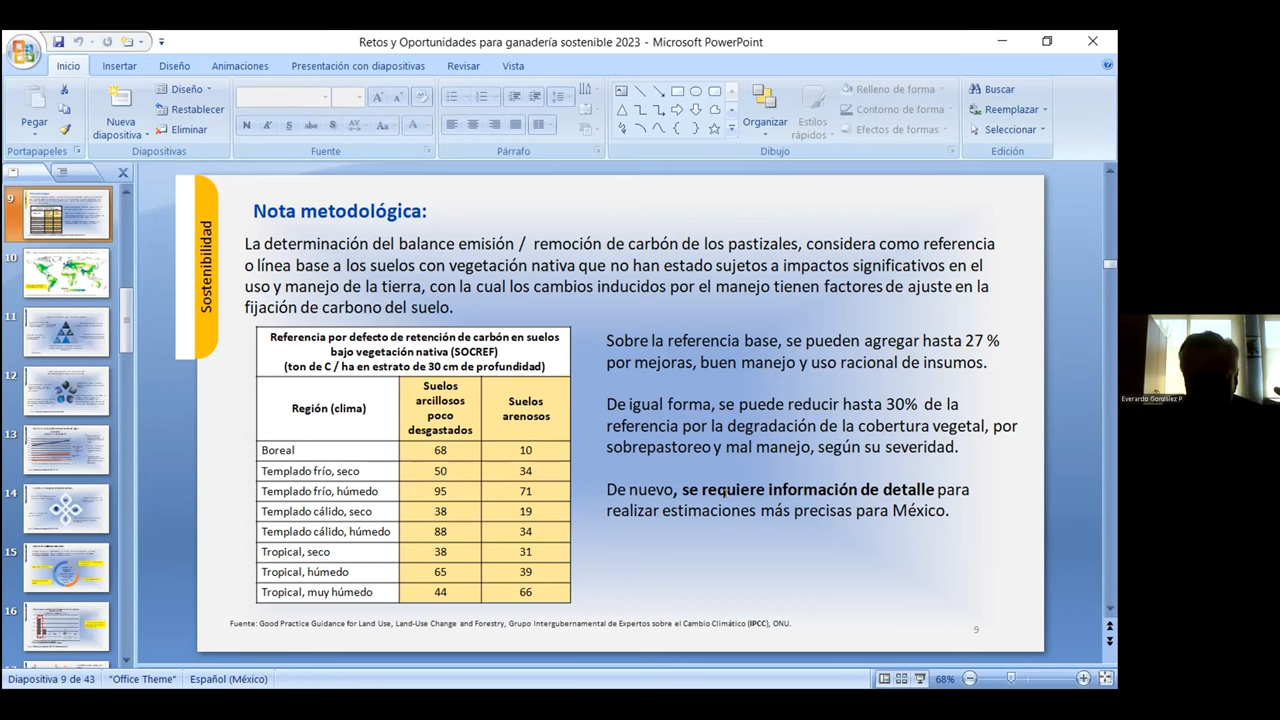 Retos y Oportunidades para ganadería sostenible 2023 - Microsoft PowerPoint
Inicio Insertar Diseño Animaciones Presentación con diapositivas Revisar Vista
Pegar
Portapapeles
Nueva diapositiva
Diseño
Restablecer
Eliminar
Diapositivas
N K S abc S AV Aa A
Fuente
Párrafo
Organizar
Estilos rápidos
Relleno de forma
Contorno de forma
Efectos de formas
Dibujo
Buscar
Reemplazar
Seleccionar
Edición
9
10
11
12
13
14
15
16
Sostenibilidad
Nota metodológica:
La determinación del balance emisión / remoción de carbón de los pastizales, considera como referencia
o línea base a los suelos con vegetación nativa que no han estado sujetos a impactos significativos en el
uso y manejo de la tierra, con la cual los cambios inducidos por el manejo tienen factores de ajuste en la
fijación de carbono del suelo.
Referencia por defecto de retención de carbón en suelos
bajo vegetación nativa (SOCREF)
(ton de C / ha en estrato de 30 cm de profundidad)
Región (clima) Suelos arcillosos poco desgastados Suelos arenosos
Boreal 68 10
Templado frío, seco 50 34
Templado frío, húmedo 95 71
Templado cálido, seco 38 19
Templado cálido, húmedo 88 34
Tropical, seco 38 31
Tropical, húmedo 65 39
Tropical, muy húmedo 44 66
Sobre la referencia base, se pueden agregar hasta 27 %
por mejoras, buen manejo y uso racional de insumos.
De igual forma, se puede reducir hasta 30% de la
referencia por la degradación de la cobertura vegetal, por
sobrepastoreo y mal manejo, según su severidad.
De nuevo, se requiere información de detalle para
realizar estimaciones más precisas para México.
Fuente: Good Practice Guidance for Land Use, Land-Use Change and Forestry, Grupo Intergubernamental de Expertos sobre el Cambio Climático (IPCC), ONU.
9
Everardo González P
Diapositiva 9 de 43 "Office Theme" Español (México) 68%